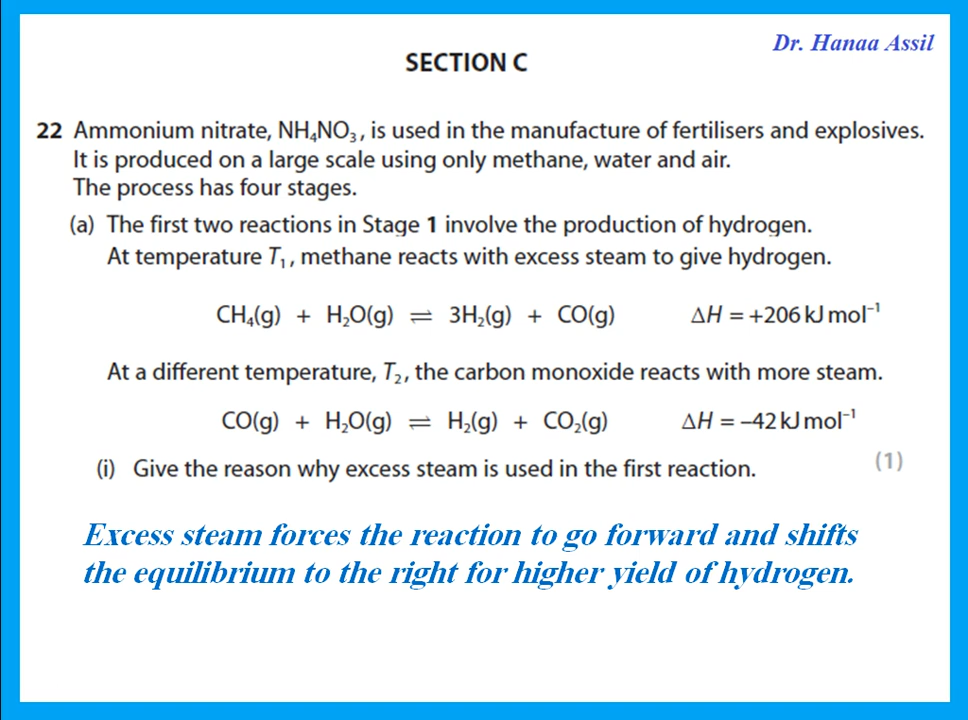 Dr. Hanaa Assil
SECTION C
22 Ammonium nitrate, NH₄NO₃, is used in the manufacture of fertilisers and explosives.
It is produced on a large scale using only methane, water and air.
The process has four stages.
(a) The first two reactions in Stage 1 involve the production of hydrogen.
At temperature T₁, methane reacts with excess steam to give hydrogen.
CH₄(g) + H₂O(g) ⇌ 3H₂(g) + CO(g) ΔH = +206 kJ mol⁻¹
At a different temperature, T₂, the carbon monoxide reacts with more steam.
CO(g) + H₂O(g) ⇌ H₂(g) + CO₂(g) ΔH = –42 kJ mol⁻¹
(i) Give the reason why excess steam is used in the first reaction. (1)
Excess steam forces the reaction to go forward and shifts
the equilibrium to the right for higher yield of hydrogen.